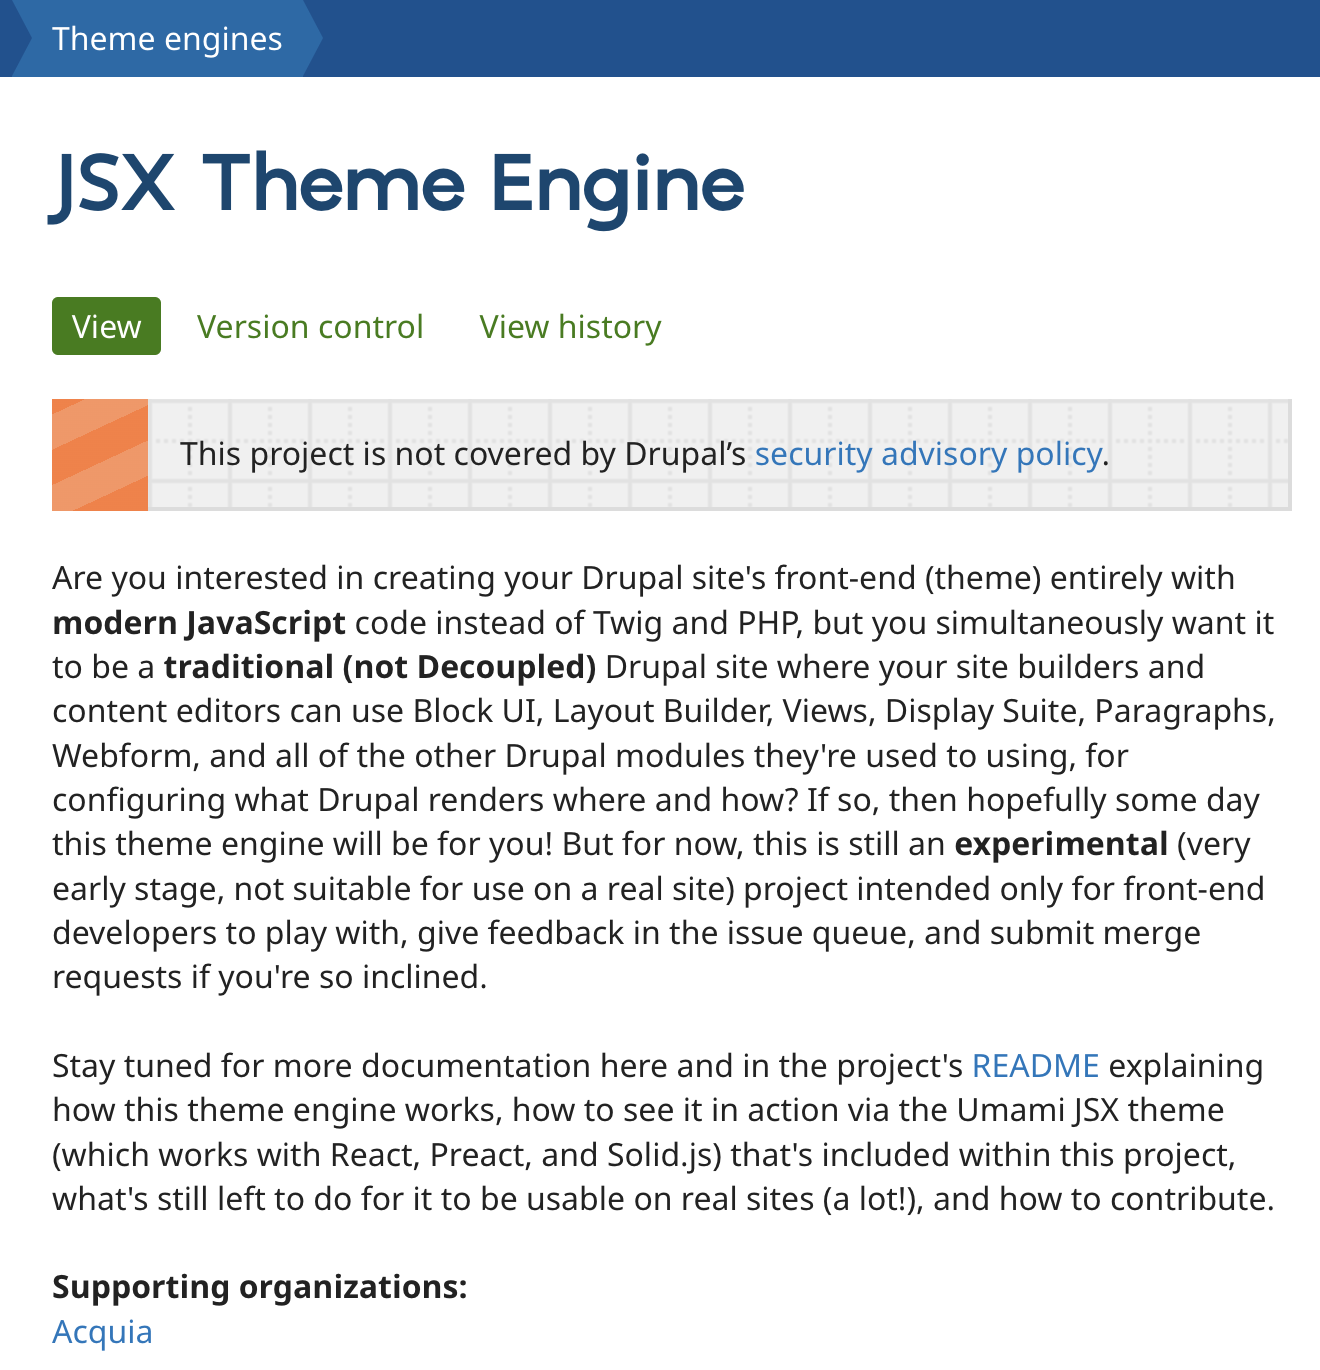 Theme engines
JSX Theme Engine
View Version control View history
This project is not covered by Drupal’s security advisory policy.
Are you interested in creating your Drupal site's front-end (theme) entirely with
modern JavaScript code instead of Twig and PHP, but you simultaneously want it
to be a traditional (not Decoupled) Drupal site where your site builders and
content editors can use Block UI, Layout Builder, Views, Display Suite, Paragraphs,
Webform, and all of the other Drupal modules they're used to using, for
configuring what Drupal renders where and how? If so, then hopefully some day
this theme engine will be for you! But for now, this is still an experimental (very
early stage, not suitable for use on a real site) project intended only for front-end
developers to play with, give feedback in the issue queue, and submit merge
requests if you're so inclined.
Stay tuned for more documentation here and in the project's README explaining
how this theme engine works, how to see it in action via the Umami JSX theme
(which works with React, Preact, and Solid.js) that's included within this project,
what's still left to do for it to be usable on real sites (a lot!), and how to contribute.
Supporting organizations:
Acquia